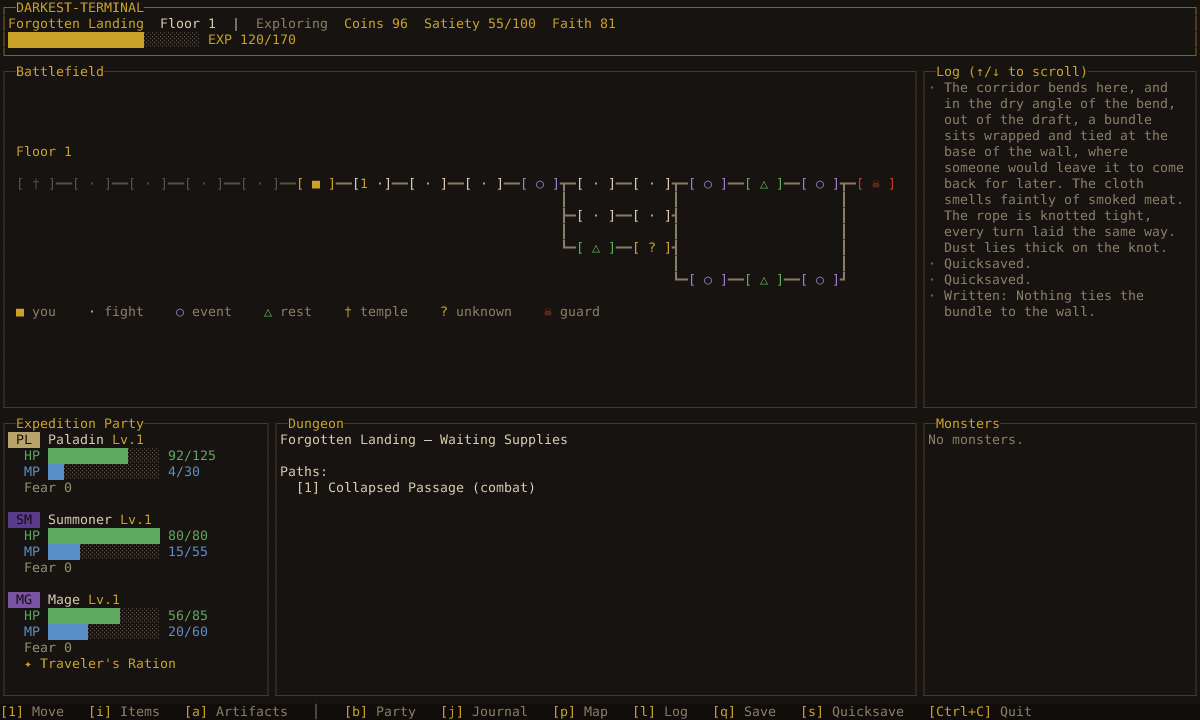 DARKEST-TERMINAL
Forgotten Landing  Floor 1  |  Exploring  Coins 96  Satiety 55/100  Faith 81
EXP 120/170
Battlefield
Floor 1
[ † ]──[ · ]──[ · ]──[ · ]──[ · ]──[ ■ ]──[1 ·]──[ · ]──[ · ]──[ ○ ]┬─[ · ]──[ · ]┬─[ ○ ]──[ △ ]──[ ○ ]┬─[ ☠ ]
├─[ · ]──[ · ]┤
└─[ △ ]──[ ? ]┤
└─[ ○ ]──[ △ ]──[ ○ ]┘
■ you    · fight    ○ event    △ rest    † temple    ? unknown    ☠ guard
Log (↑/↓ to scroll)
· The corridor bends here, and
in the dry angle of the bend,
out of the draft, a bundle
sits wrapped and tied at the
base of the wall, where
someone would leave it to come
back for later. The cloth
smells faintly of smoked meat.
The rope is knotted tight,
every turn laid the same way.
Dust lies thick on the knot.
· Quicksaved.
· Quicksaved.
· Written: Nothing ties the
bundle to the wall.
Expedition Party
PL Paladin Lv.1
HP 92/125
MP 4/30
Fear 0
SM Summoner Lv.1
HP 80/80
MP 15/55
Fear 0
MG Mage Lv.1
HP 56/85
MP 20/60
Fear 0
✦ Traveler's Ration
Dungeon
Forgotten Landing — Waiting Supplies
Paths:
[1] Collapsed Passage (combat)
Monsters
No monsters.
[1] Move   [i] Items   [a] Artifacts   │   [b] Party   [j] Journal   [p] Map   [l] Log   [q] Save   [s] Quicksave   [Ctrl+C] Quit